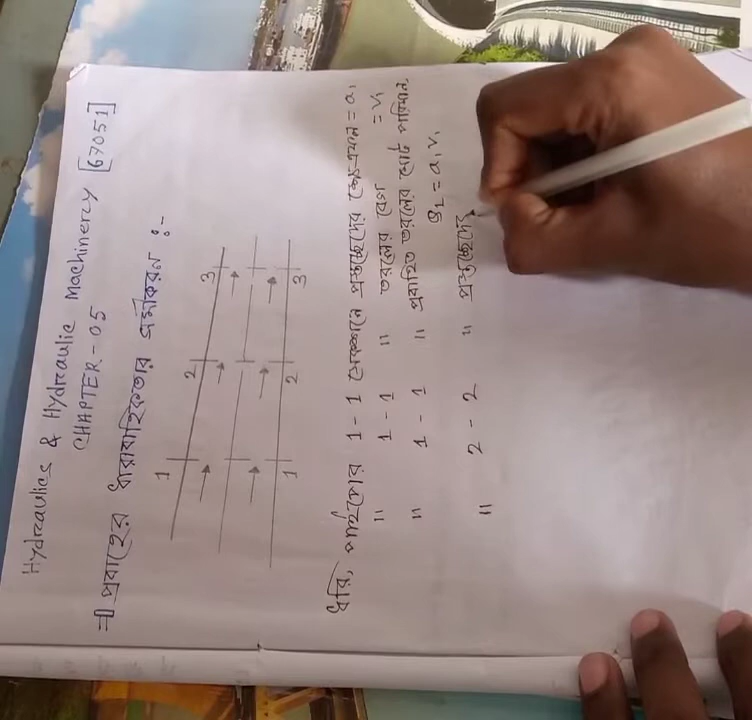 Hydraulics & Hydraulic Machinery [67051]
CHAPTER-05
⇒ প্রবাহের ধারাবাহিকতার সমীকরন :-
1 2 3
1 2 3
ধরি, পাইপের 1-1 সেকশনে প্রস্থচ্ছেদের ক্ষেত্রফল = a₁
" 1-1 " তরলের বেগ = v₁
" 1-1 " প্রবাহিত তরলের মোট পরিমান,
Q₁ = a₁v₁
" 2-2 " প্রস্থচ্ছেদে